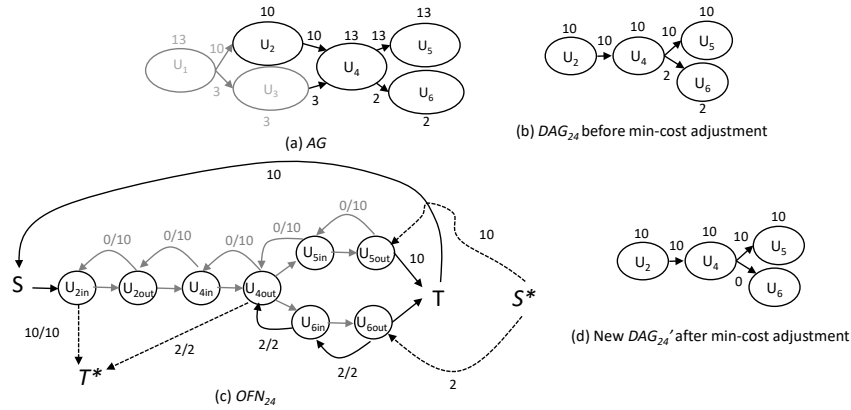 13
10
U₁
10
3
U₂
U₃
3
10
3
13
U₄
13
2
13
U₅
U₆
2
(a) AG
10
U₂
10
10
U₄
10
2
10
U₅
U₆
2
(b) DAG₂₄ before min-cost adjustment
10
0/10
0/10
0/10
0/10
0/10
S
U₂in
U₂out
U₄in
U₄out
U₅in
U₅out
U₆in
U₆out
10
T
10
S*
10/10
2/2
2/2
2/2
2
T*
(c) OFN₂₄
10
U₂
10
10
U₄
10
0
10
U₅
U₆
(d) New DAG₂₄′ after min-cost adjustment